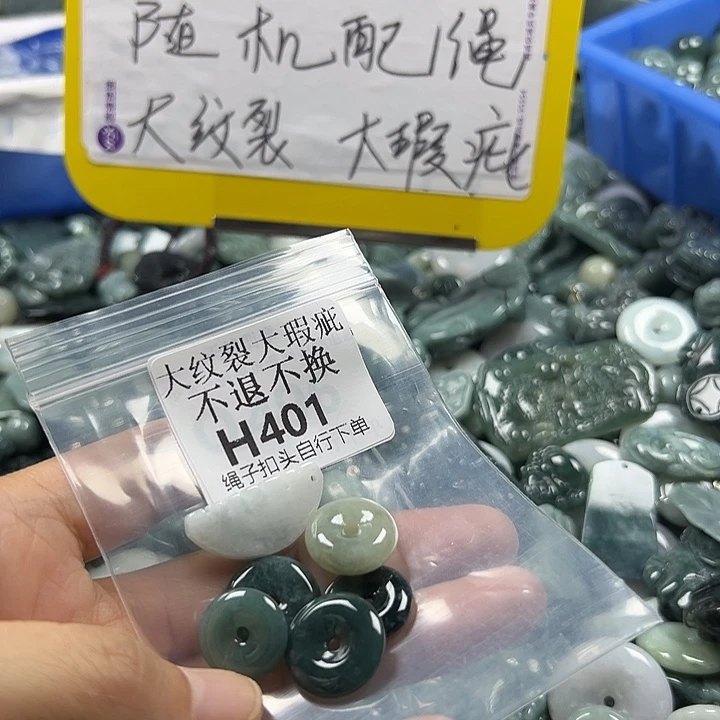 随机配绳
大纹裂 大瑕疵
大纹裂大瑕疵
不退不换
H401
绳子扣头自行下单